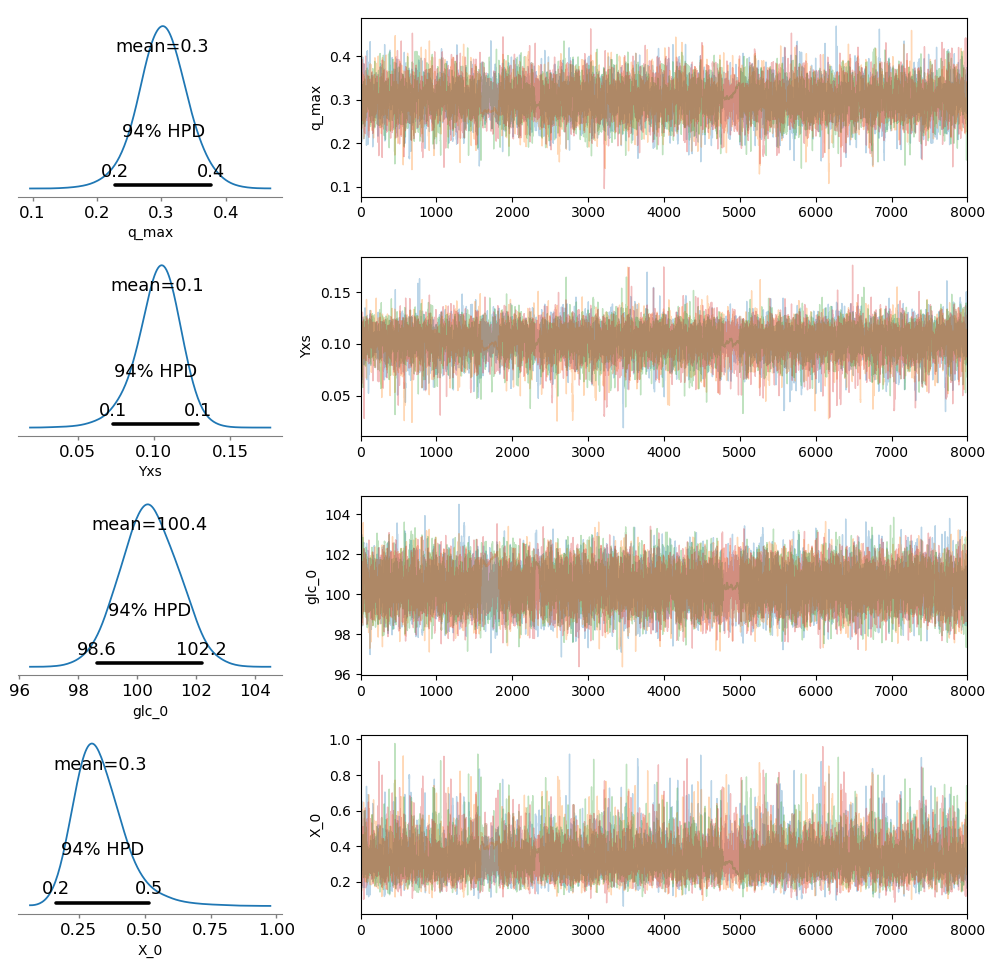 mean=0.3
94% HPD
0.2 0.4
0.1 0.2 0.3 0.4
q_max
q_max
0.4
0.3
0.2
0.1
0 1000 2000 3000 4000 5000 6000 7000 8000
mean=0.1
94% HPD
0.1 0.1
0.05 0.10 0.15
Yxs
Yxs
0.15
0.10
0.05
0 1000 2000 3000 4000 5000 6000 7000 8000
mean=100.4
94% HPD
98.6 102.2
96 98 100 102 104
glc_0
glc_0
104
102
100
98
96
0 1000 2000 3000 4000 5000 6000 7000 8000
mean=0.3
94% HPD
0.2 0.5
0.25 0.50 0.75 1.00
X_0
X_0
1.0
0.8
0.6
0.4
0.2
0 1000 2000 3000 4000 5000 6000 7000 8000